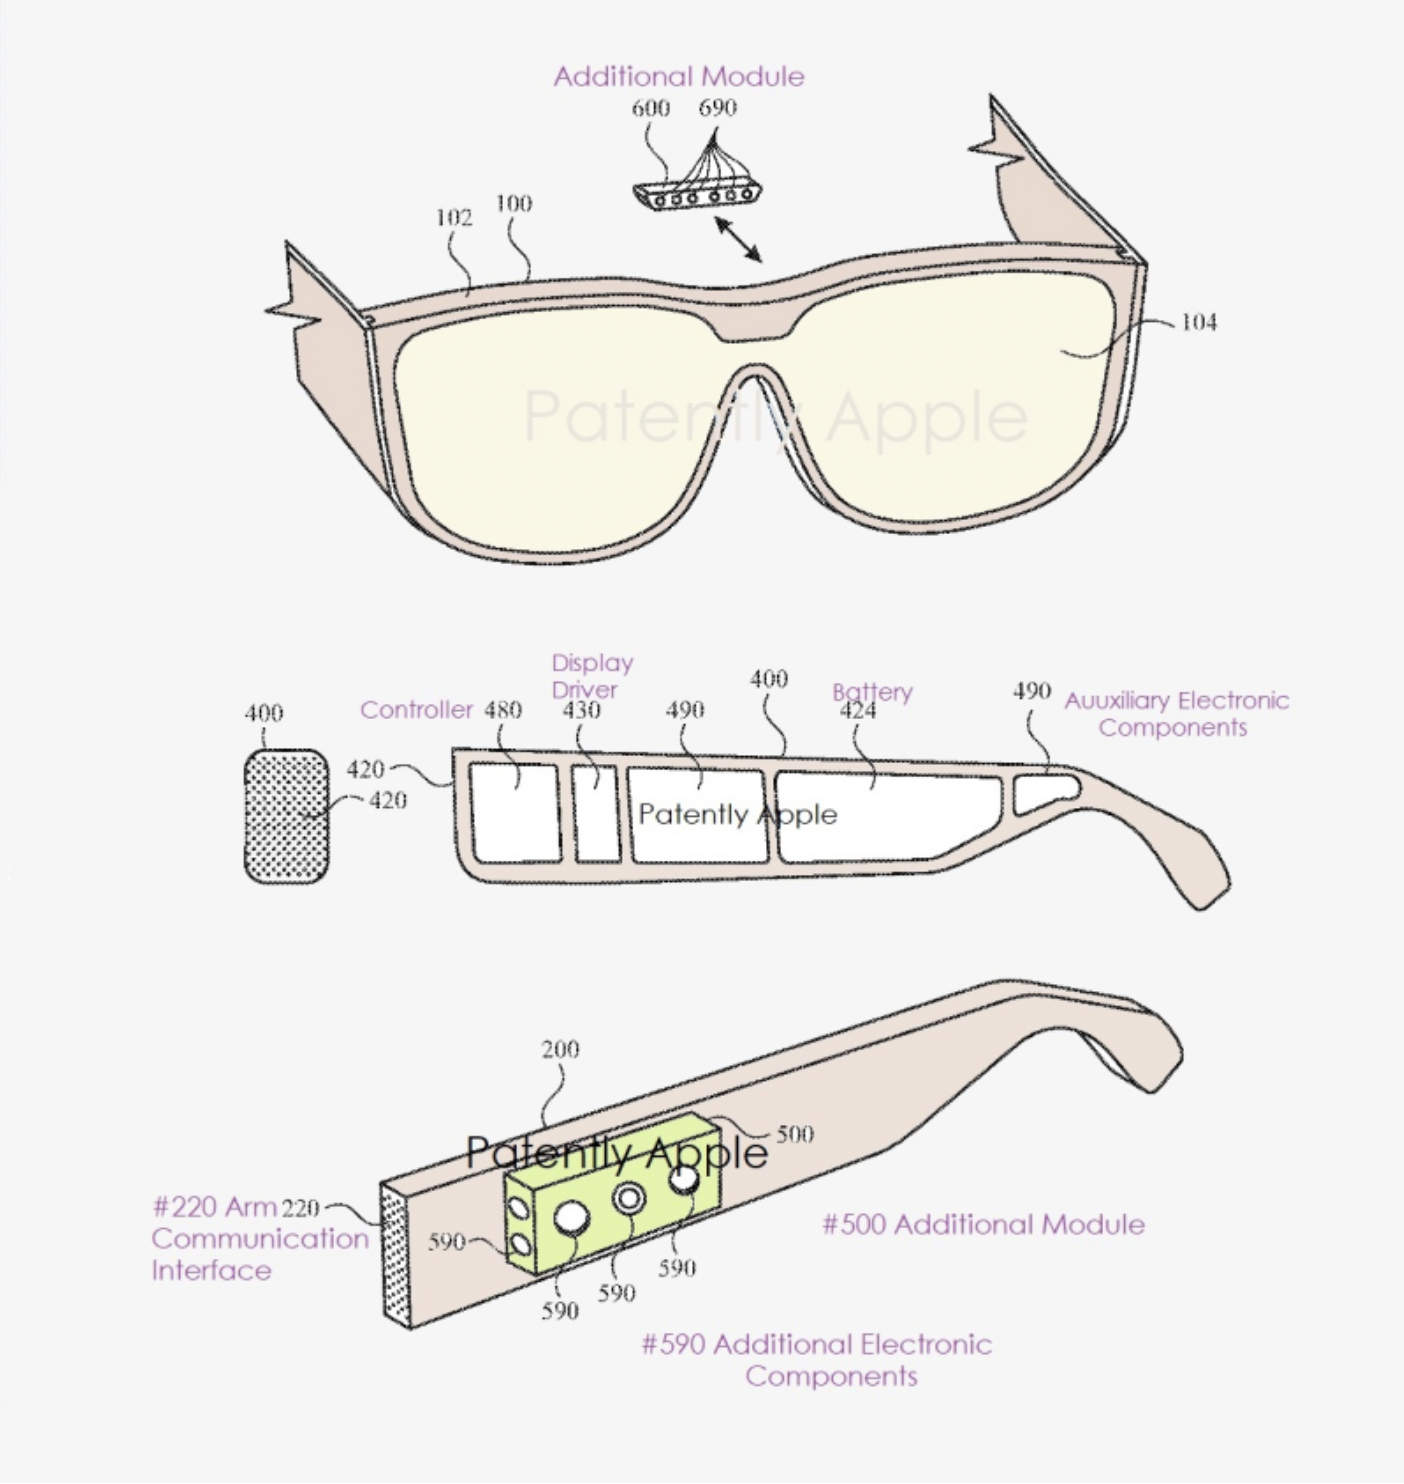 Additional Module
600 690
102 100
104
Patently Apple
Display
Driver
400
Battery
490
Auuxiliary Electronic
Components
400
Controller 480 430 490 424
420
420
Patently Apple
200
500
Patently Apple
#220 Arm 220
Communication
Interface
590
#500 Additional Module
590
590
590
#590 Additional Electronic
Components